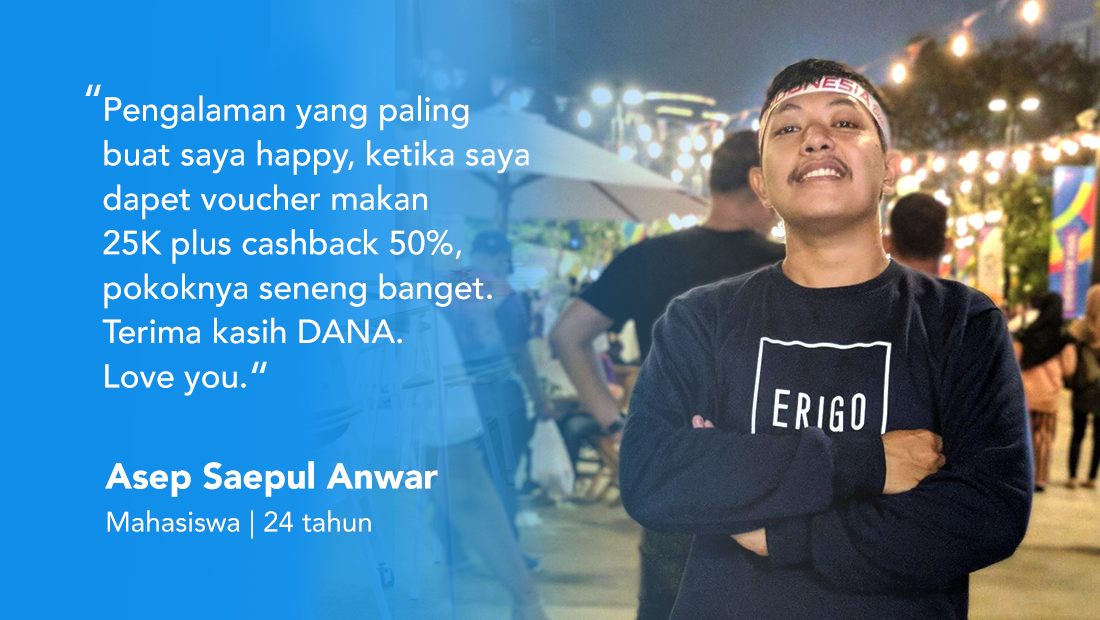 “Pengalaman yang paling
buat saya happy, ketika saya
dapet voucher makan
25K plus cashback 50%,
pokoknya seneng banget.
Terima kasih DANA.
Love you.”
Asep Saepul Anwar
Mahasiswa | 24 tahun
INDONESIA
ERIGO